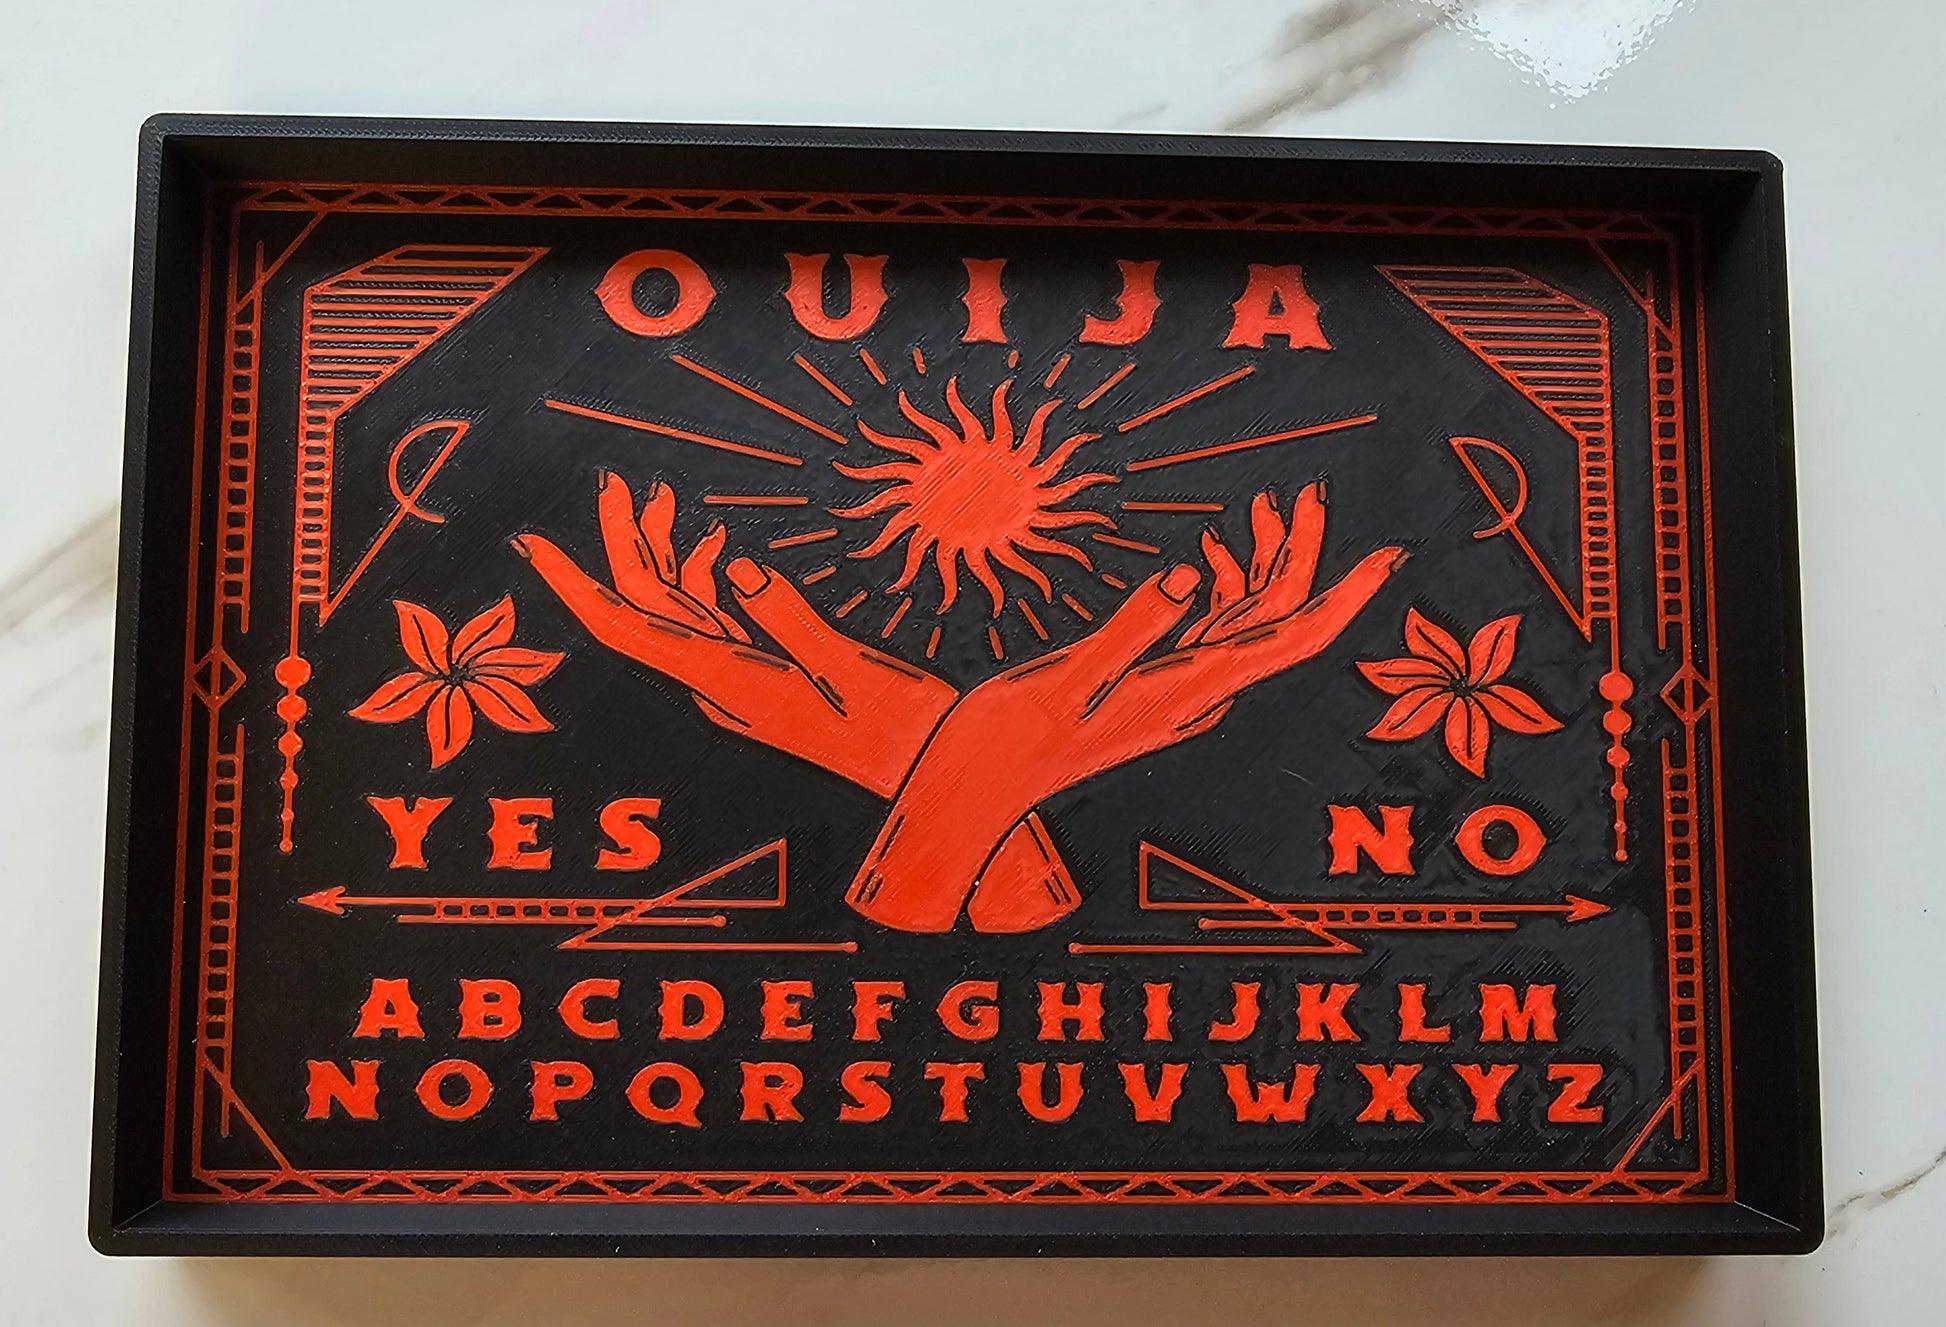 OUIJA
YES NO
ABCDEFGHIJKLM
NOPQRSTUVWXYZ